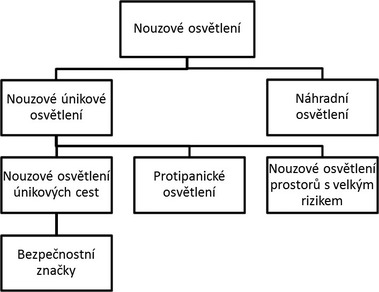 Nouzové osvětlení
Nouzové únikové
osvětlení
Náhradní
osvětlení
Nouzové osvětlení
únikových cest
Protipanické
osvětlení
Nouzové osvětlení
prostorů s velkým
rizikem
Bezpečnostní
značky